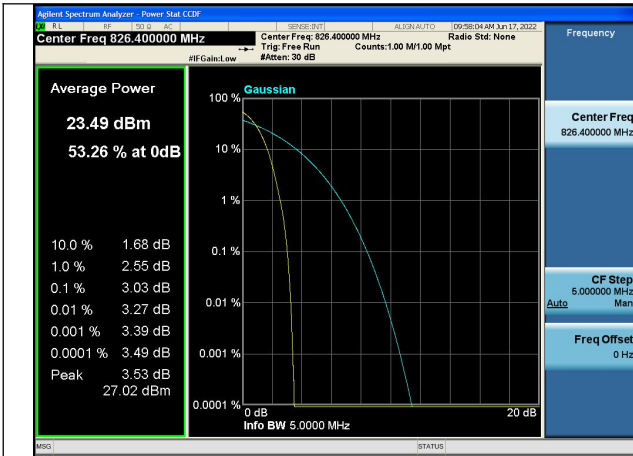 Agilent Spectrum Analyzer - Power Stat CCDF
RL RF 50 Ω AC SENSE:INT ALIGN AUTO 09:58:04 AM Jun 17, 2022
Center Freq 826.400000 MHz
Center Freq: 826.400000 MHz Radio Std: None
Trig: Free Run Counts:1.00 M/1.00 Mpt
#IFGain:Low #Atten: 30 dB
Frequency
Average Power
23.49 dBm
53.26 % at 0dB
10.0 % 1.68 dB
1.0 % 2.55 dB
0.1 % 3.03 dB
0.01 % 3.27 dB
0.001 % 3.39 dB
0.0001 % 3.49 dB
Peak 3.53 dB
27.02 dBm
Gaussian
100 %
10 %
1 %
0.1 %
0.01 %
0.001 %
0.0001 %
0 dB 20 dB
Info BW 5.0000 MHz
Center Freq
826.400000 MHz
CF Step
5.000000 MHz
Auto Man
Freq Offset
0 Hz
MSG STATUS